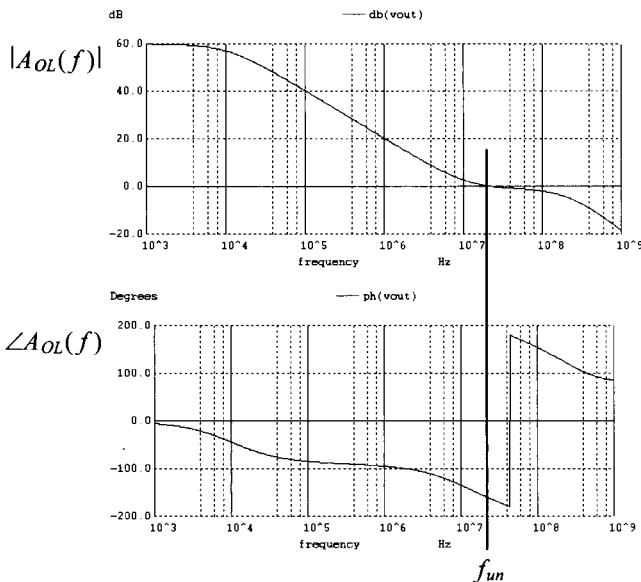 dB
db(vout)
|A_OL(f)|
60.0
40.0
20.0
0.0
-20.0
10^3 10^4 10^5 10^6 10^7 10^8 10^9
frequency Hz
Degrees
ph(vout)
∠A_OL(f)
200.0
100.0
0.0
-100.0
-200.0
10^3 10^4 10^5 10^6 10^7 10^8 10^9
frequency Hz
f_un